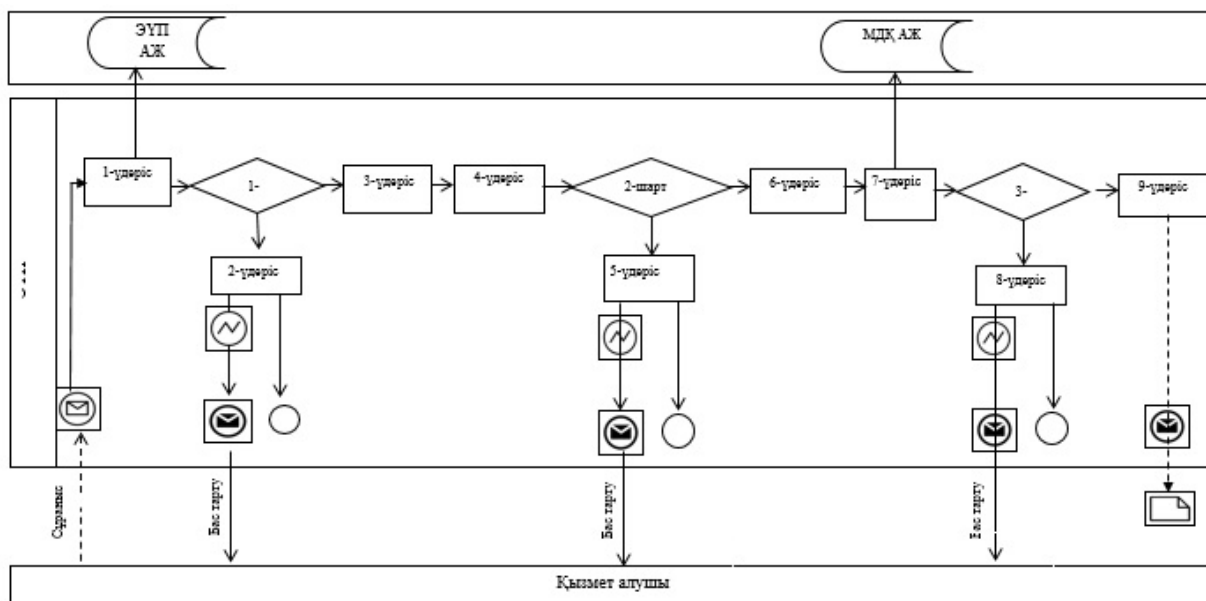 ЭҮП
АЖ
МДҚ АЖ
1-үдеріс
1-
3-үдеріс
4-үдеріс
2-шарт
6-үдеріс
7-үдеріс
3-
9-үдеріс
2-үдеріс
5-үдеріс
8-үдеріс
Сұраныс
Бас тарту
Бас тарту
Бас тарту
Қызмет алушы